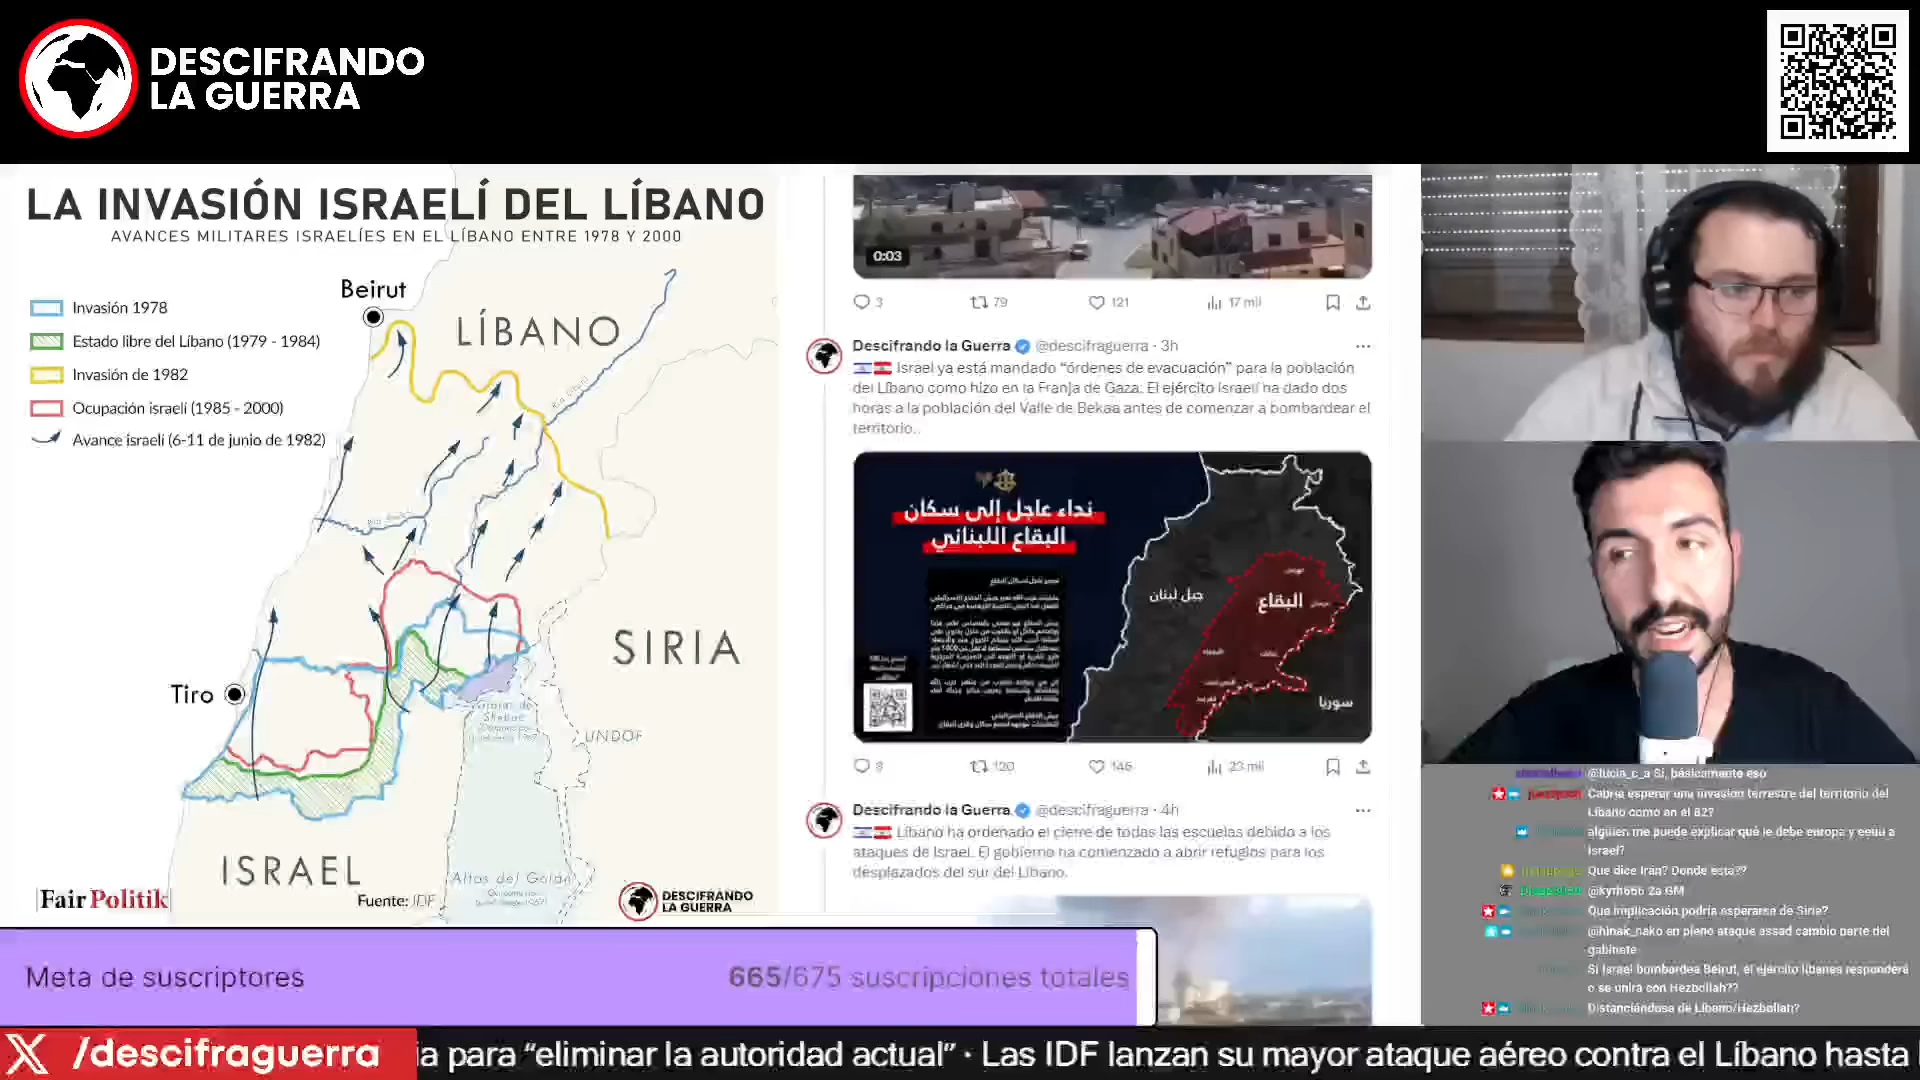 DESCIFRANDO
LA GUERRA
LA INVASIÓN ISRAELÍ DEL LÍBANO
AVANCES MILITARES ISRAELÍES EN EL LÍBANO ENTRE 1978 Y 2000
Invasión 1978
Estado libre del Líbano (1979 - 1984)
Invasión de 1982
Ocupación israelí (1985 - 2000)
Avance israelí (6-11 de junio de 1982)
Beirut
LÍBANO
SIRIA
Tiro
UNDOF
ISRAEL
Altos del Golán
Fair Politik
Fuente: IDF
DESCIFRANDO
LA GUERRA
0:03
3 79 121 17 mil
Descifrando la Guerra @descifraguerra · 3h
Israel ya está mandado “órdenes de evacuación” para la población
del Líbano como hizo en la Franja de Gaza. El ejército israelí ha dado dos
horas a la población del Valle de Bekaa antes de comenzar a bombardear el
territorio.
نداء عاجل إلى سكان
البقاع اللبناني
جبل لبنان
البقاع
سوريا
8 120 146 23 mil
Descifrando la Guerra @descifraguerra · 4h
Líbano ha ordenado el cierre de todas las escuelas debido a los
ataques de Israel. El gobierno ha comenzado a abrir refugios para los
desplazados del sur del Líbano.
@lucia_c_a Si, básicamente eso
Cabría esperar una invasion terrestre del territorio del
Líbano como en el 82?
alguien me puede explicar qué le debe europa y eeuu a
Israel?
Que dice Irán? Donde esta??
@kyrh666 2a GM
Que implicación podría esperarse de Siria?
@hinak_nako en pleno ataque assad cambio parte del
gabinete
Si Israel bombardea Beirut, el ejército libanes responderá
o se unira con Hezbollah??
Distanciándose de Líbano/Hezbollah?
Meta de suscriptores 665/675 suscripciones totales
/descifraguerra
ia para “eliminar la autoridad actual” · Las IDF lanzan su mayor ataque aéreo contra el Líbano hasta